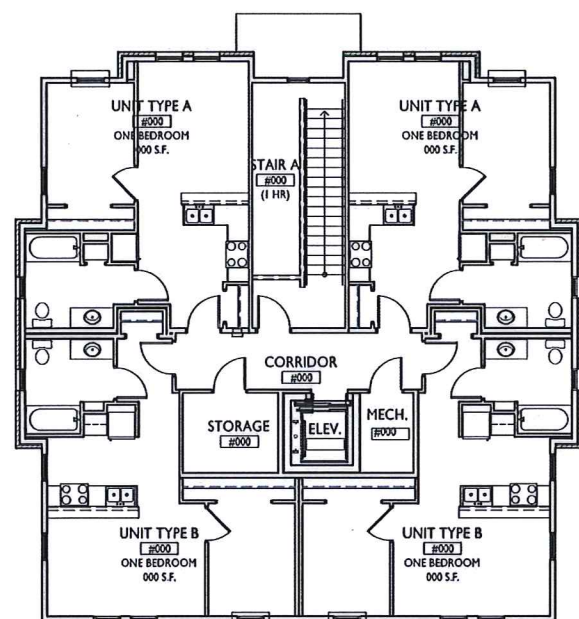 UNIT TYPE A
#000
ONE BEDROOM
000 S.F.
STAIR A
#000
(1 HR)
UNIT TYPE A
#000
ONE BEDROOM
000 S.F.
CORRIDOR
#000
STORAGE
#000
ELEV.
MECH.
#000
UNIT TYPE B
#000
ONE BEDROOM
000 S.F.
UNIT TYPE B
#000
ONE BEDROOM
000 S.F.